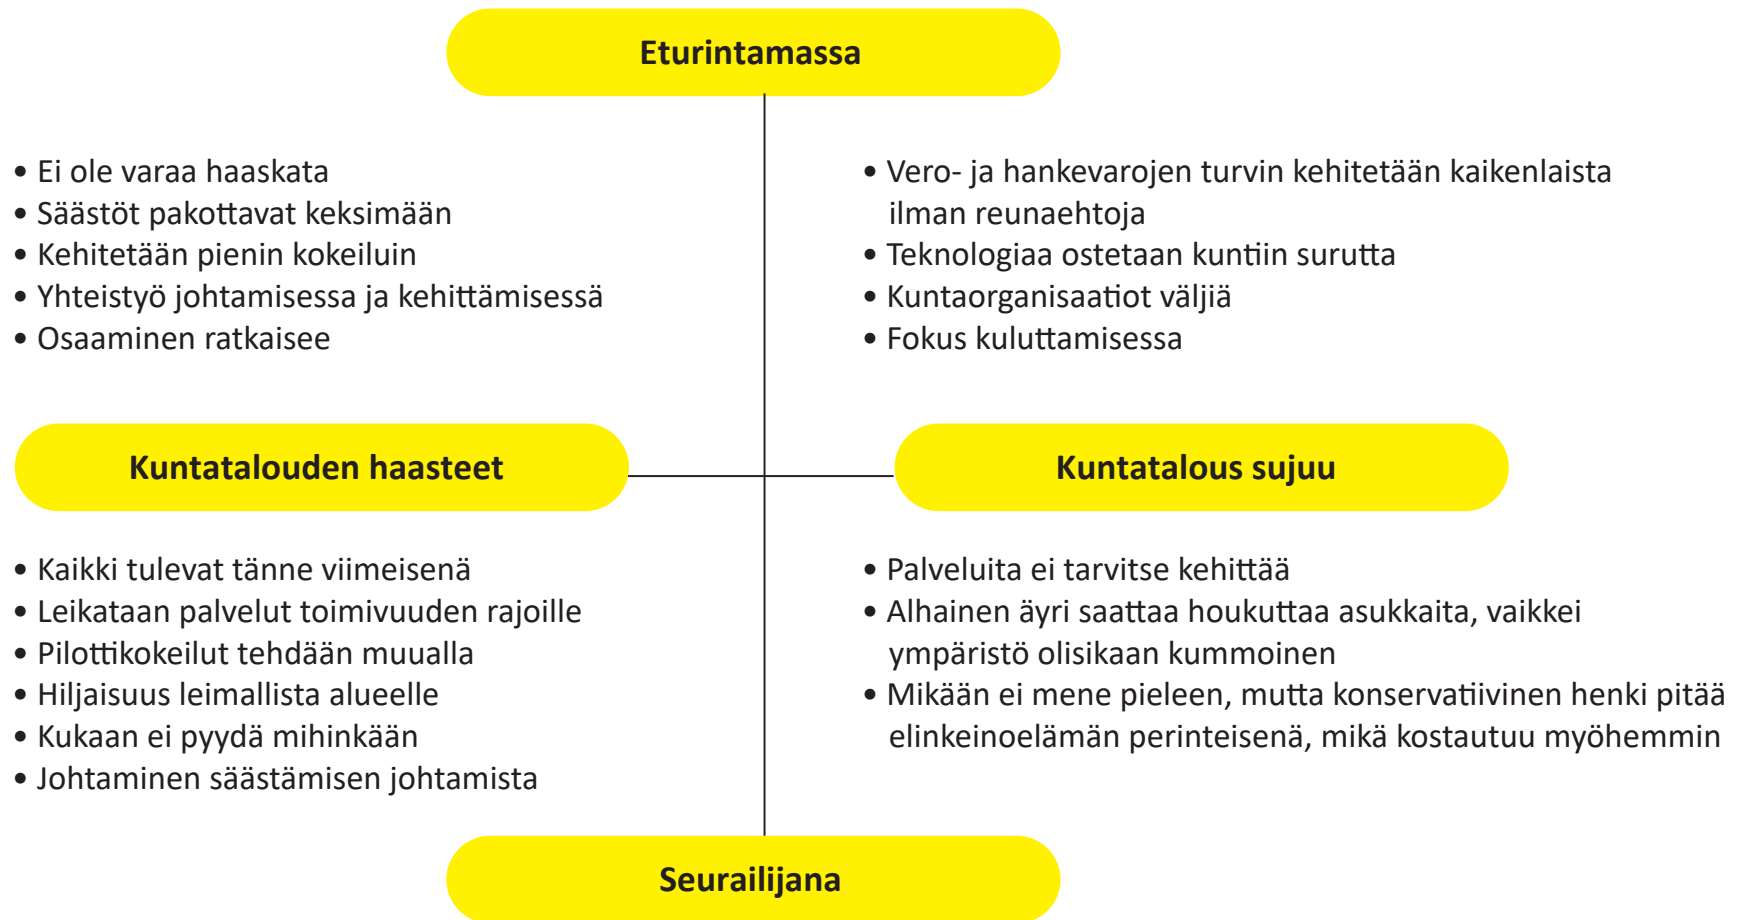 Eturintamassa
• Ei ole varaa haaskata
• Säästöt pakottavat keksimään
• Kehitetään pienin kokeiluin
• Yhteistyö johtamisessa ja kehittämisessä
• Osaaminen ratkaisee
• Vero- ja hankevarojen turvin kehitetään kaikenlaista
ilman reunaehtoja
• Teknologiaa ostetaan kuntiin surutta
• Kuntaorganisaatiot väljiä
• Fokus kuluttamisessa
Kuntatalouden haasteet
Kuntatalous sujuu
• Kaikki tulevat tänne viimeisenä
• Leikataan palvelut toimivuuden rajoille
• Pilottikokeilut tehdään muualla
• Hiljaisuus leimallista alueelle
• Kukaan ei pyydä mihinkään
• Johtaminen säästämisen johtamista
• Palveluita ei tarvitse kehittää
• Alhainen äyri saattaa houkuttaa asukkaita, vaikkei
ympäristö olisikaan kummoinen
• Mikään ei mene pieleen, mutta konservatiivinen henki pitää
elinkeinoelämän perinteisenä, mikä kostautuu myöhemmin
Seurailijana